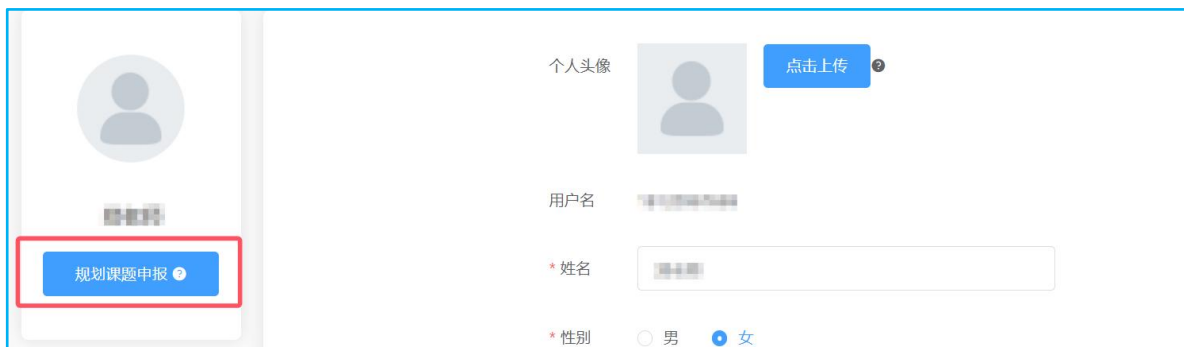 个人头像
点击上传
用户名
* 姓名
规划课题申报
* 性别 男 女